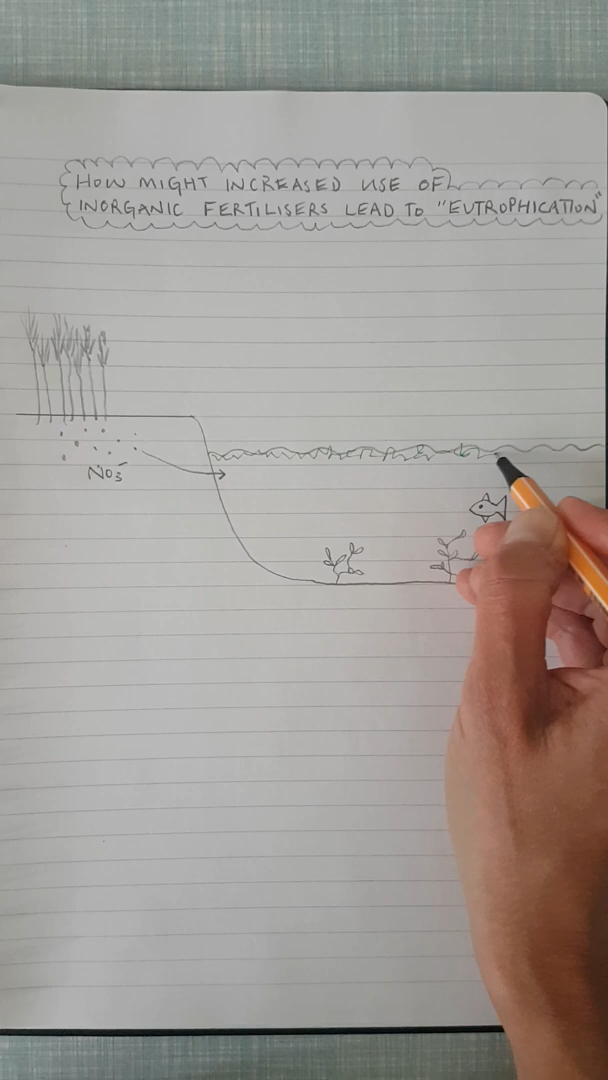 HOW MIGHT INCREASED USE OF
INORGANIC FERTILISERS LEAD TO "EUTROPHICATION"
NO₃⁻